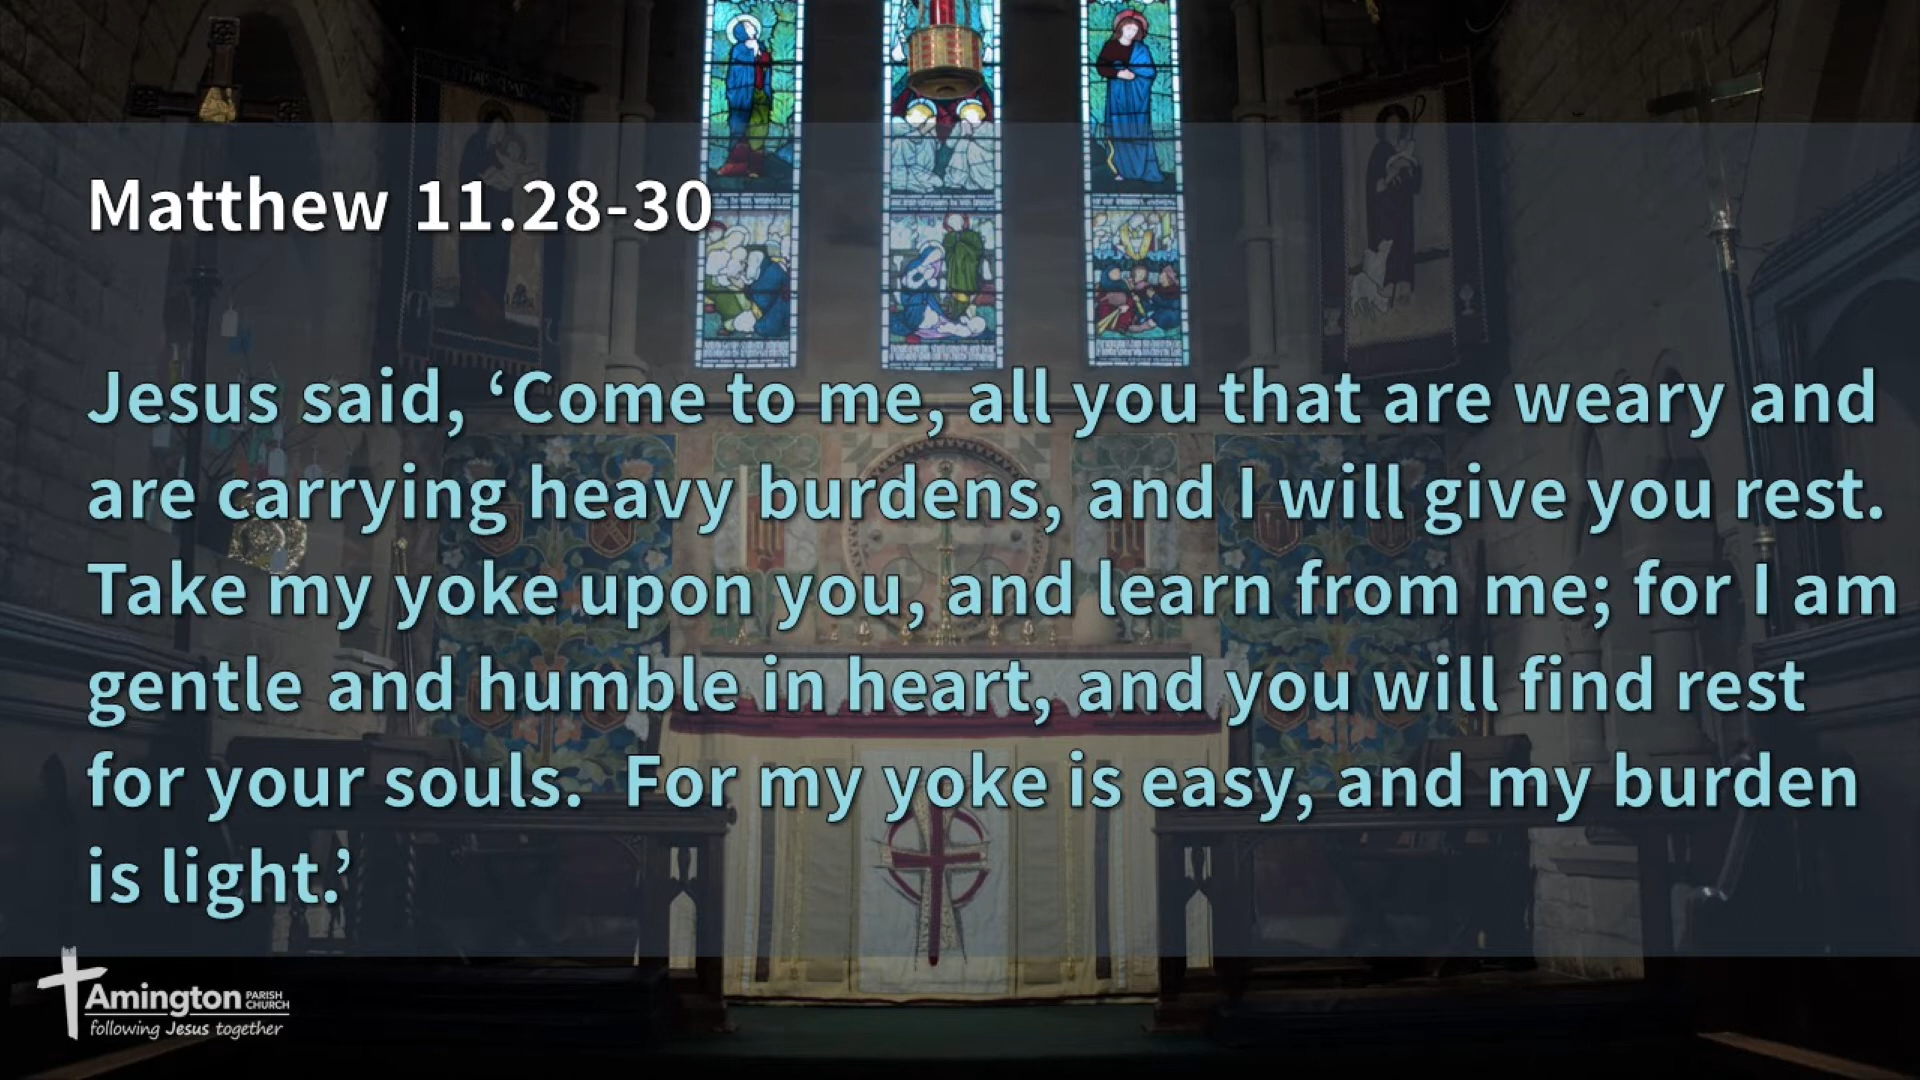 Matthew 11.28-30
Jesus said, ‘Come to me, all you that are weary and
are carrying heavy burdens, and I will give you rest.
Take my yoke upon you, and learn from me; for I am
gentle and humble in heart, and you will find rest
for your souls.  For my yoke is easy, and my burden
is light.’
Amington PARISH CHURCH
following Jesus together